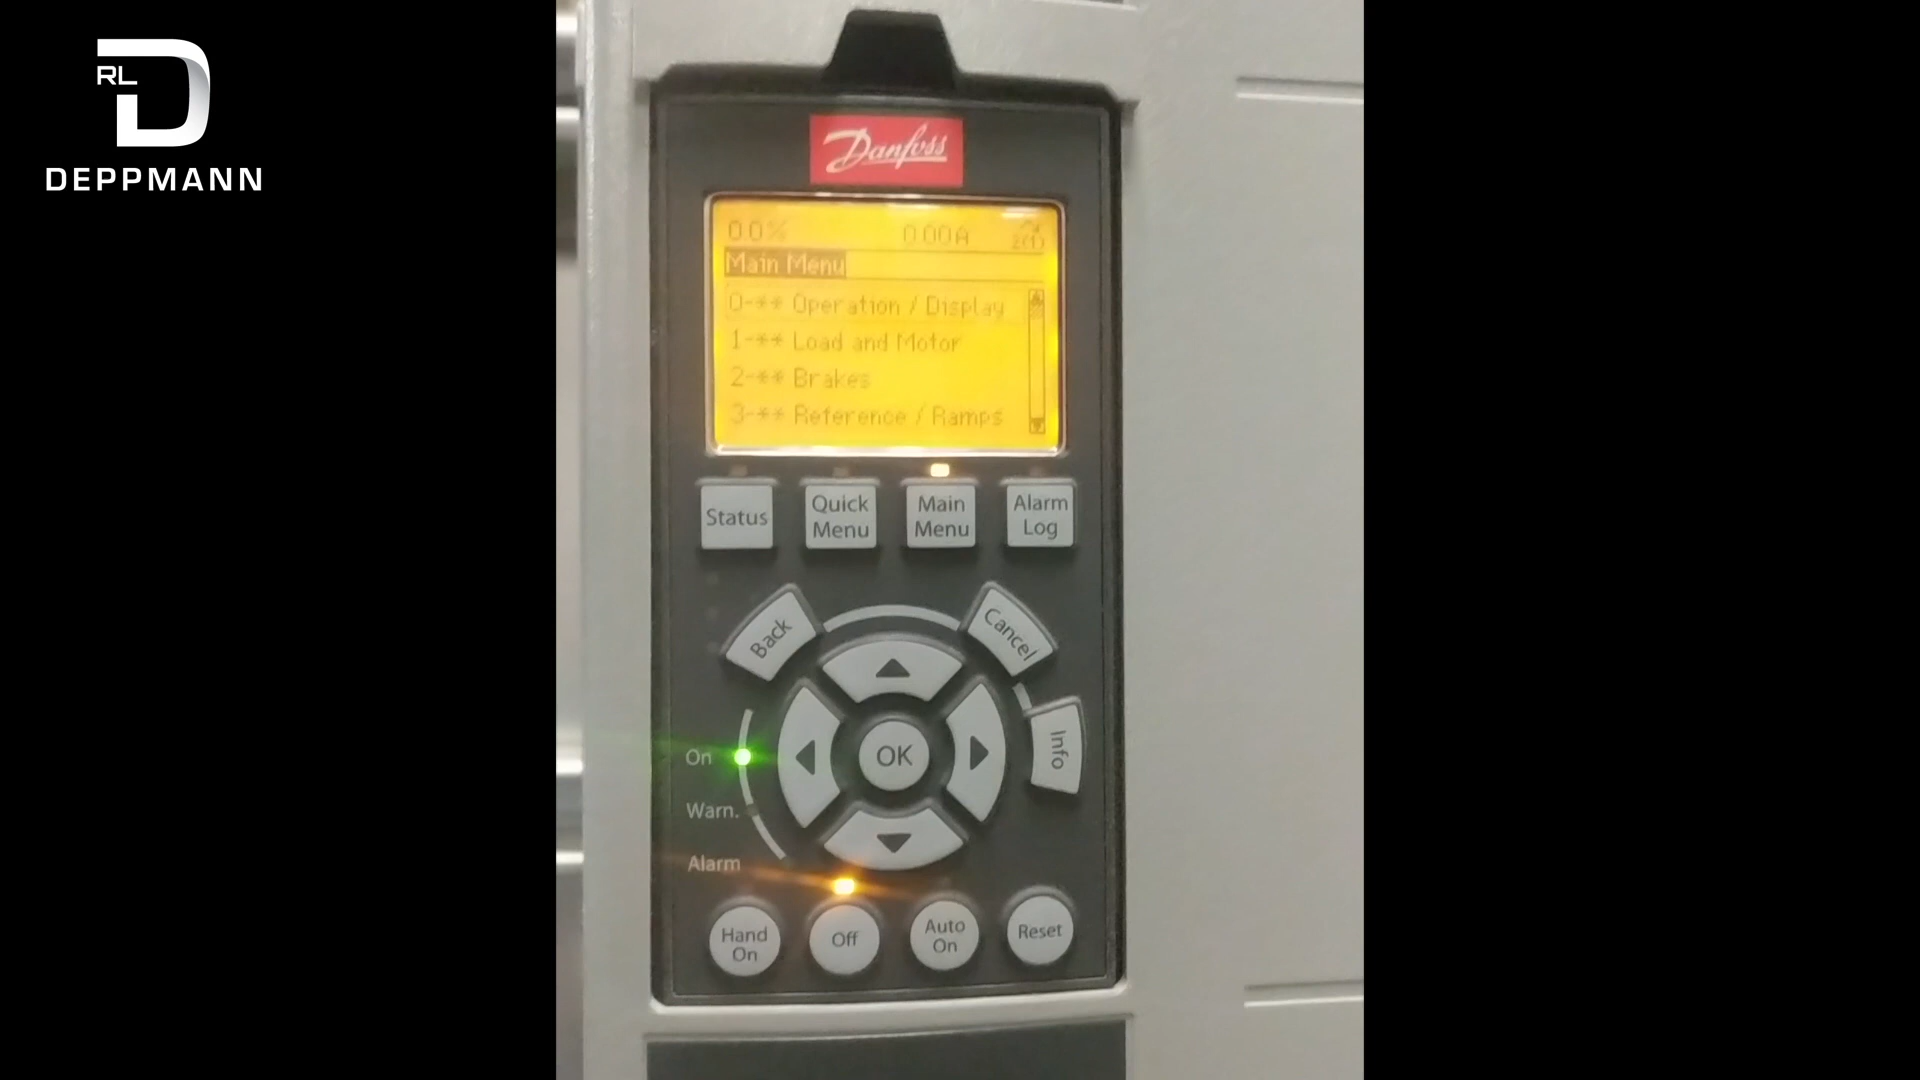 RL
DEPPMANN
Danfoss
0.0% 0.00A 2(1)
Main Menu
0-** Operation / Display
1-** Load and Motor
2-** Brakes
3-** Reference / Ramps
Status Quick Menu Main Menu Alarm Log
Back Cancel
Info
OK
On
Warn.
Alarm
Hand On Off Auto On Reset